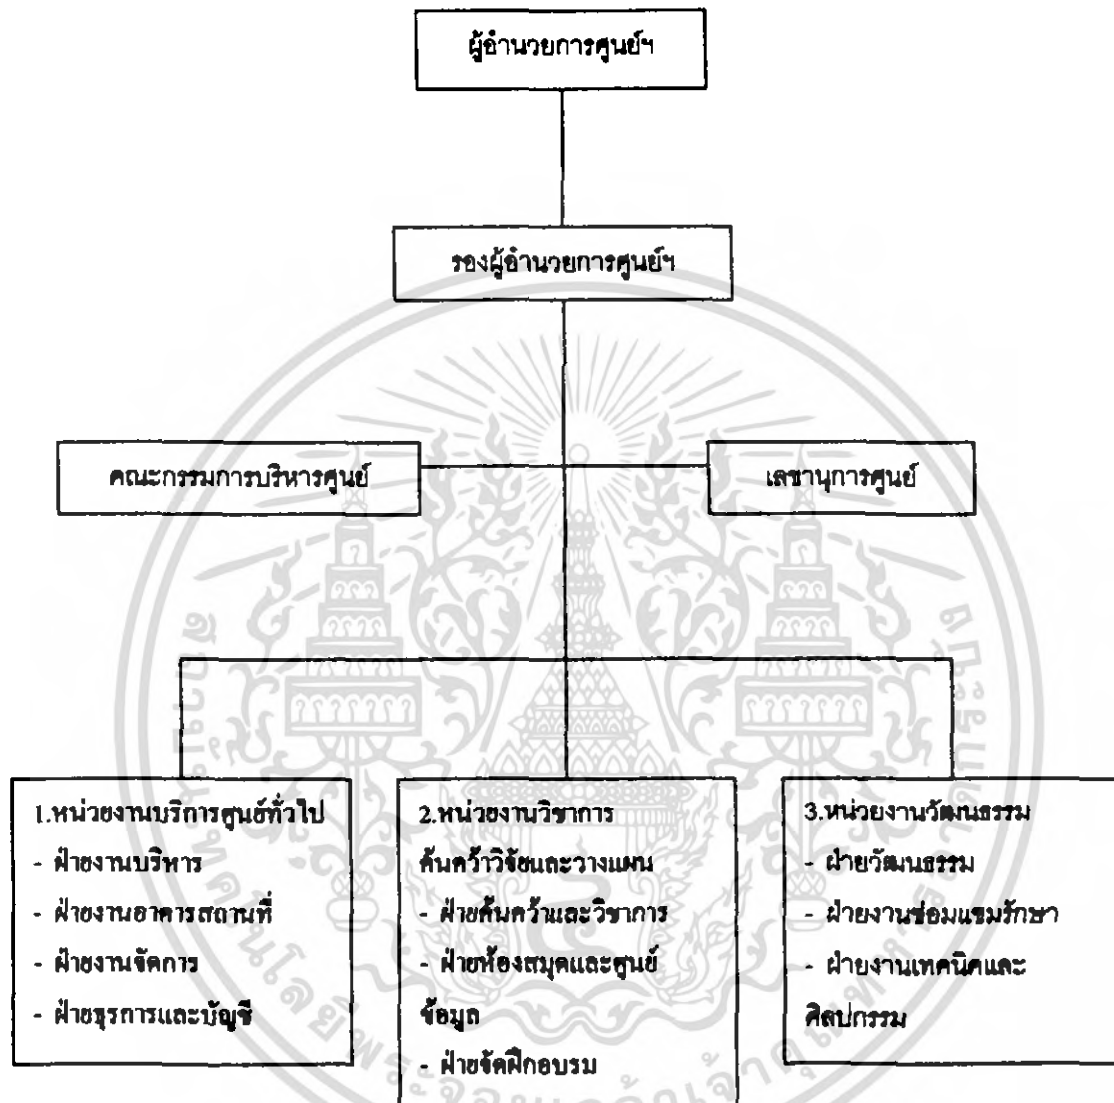 ผู้อำนวยการศูนย์ฯ
รองผู้อำนวยการศูนย์ฯ
คณะกรรมการบริหารศูนย์
เลขานุการศูนย์
1.หน่วยงานบริการศูนย์ทั่วไป
- ฝ่ายงานบริหาร
- ฝ่ายงานอาคารสถานที่
- ฝ่ายงานจัดการ
- ฝ่ายธุรการและบัญชี
2.หน่วยงานวิชาการ
ค้นคว้าวิจัยและวางแผน
- ฝ่ายค้นคว้าและวิชาการ
- ฝ่ายห้องสมุดและศูนย์
ข้อมูล
- ฝ่ายจัดฝึกอบรม
3.หน่วยงานวัฒนธรรม
- ฝ่ายวัฒนธรรม
- ฝ่ายงานซ่อมแซมรักษา
- ฝ่ายงานเทคนิคและ
ศิลปกรรม